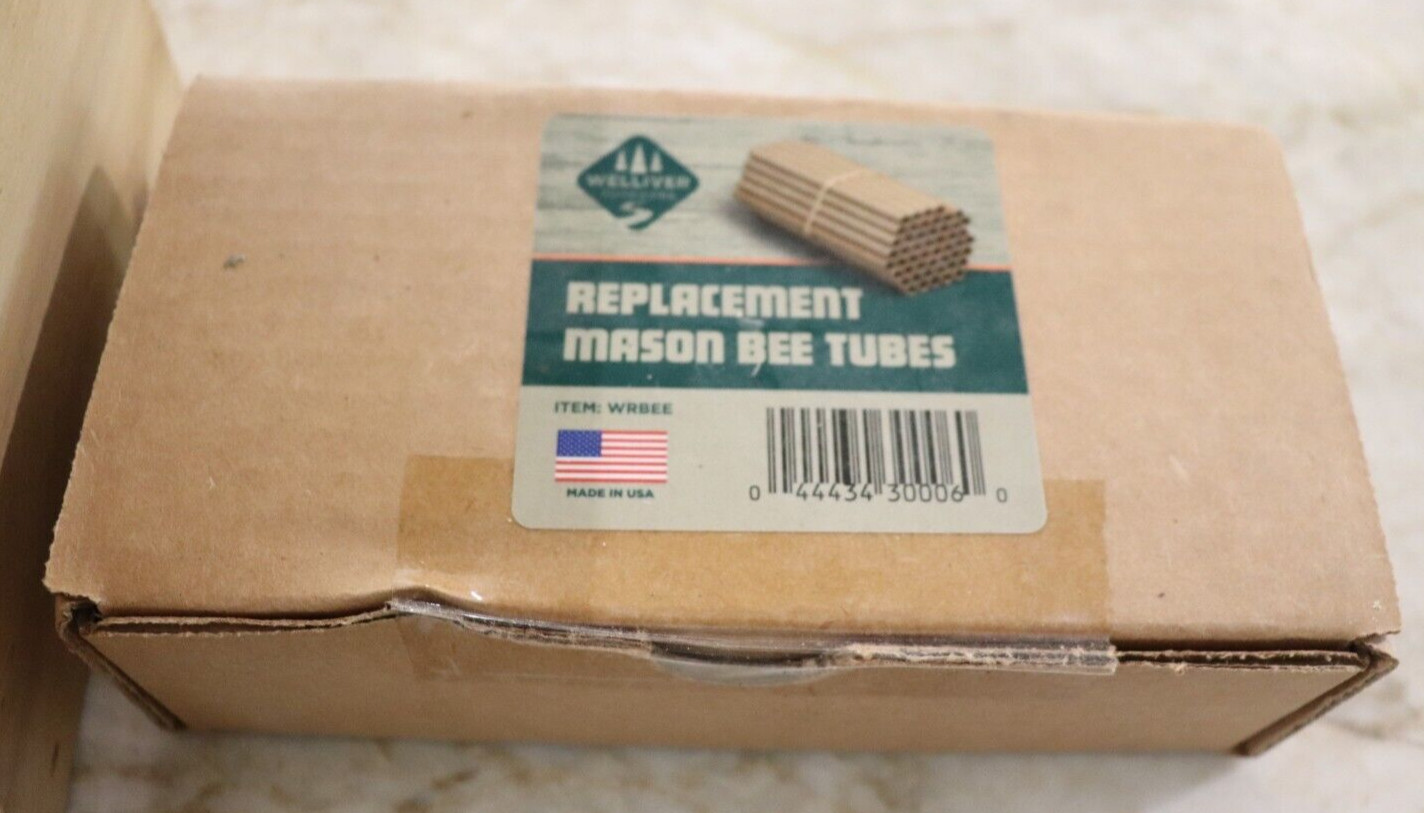 WELLIVER
REPLACEMENT
MASON BEE TUBES
ITEM: WRBEE
MADE IN USA
0 44434 30006 0